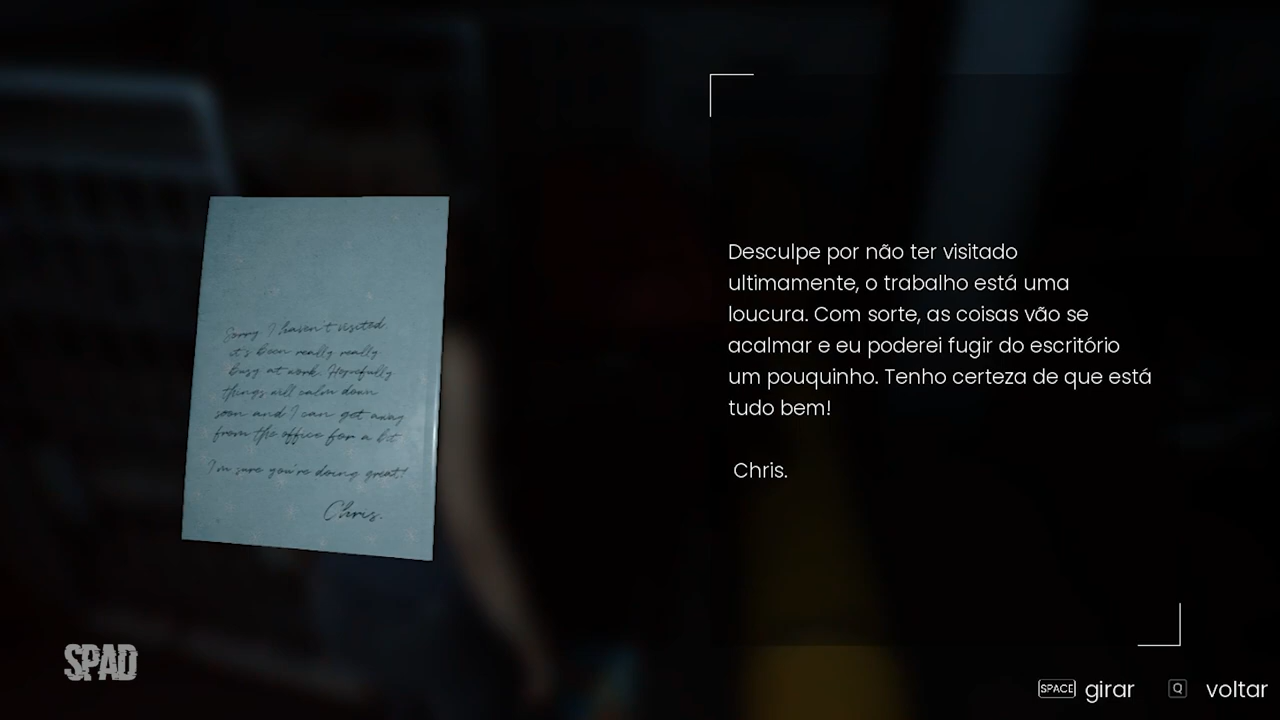 Sorry I haven't visited
it's been really really
busy at work. Hopefully
things will calm down
soon and I can get away
from the office for a bit
I'm sure you're doing great!
Chris.
Desculpe por não ter visitado
ultimamente, o trabalho está uma
loucura. Com sorte, as coisas vão se
acalmar e eu poderei fugir do escritório
um pouquinho. Tenho certeza de que está
tudo bem!
Chris.
SPAD
SPACE girar Q voltar